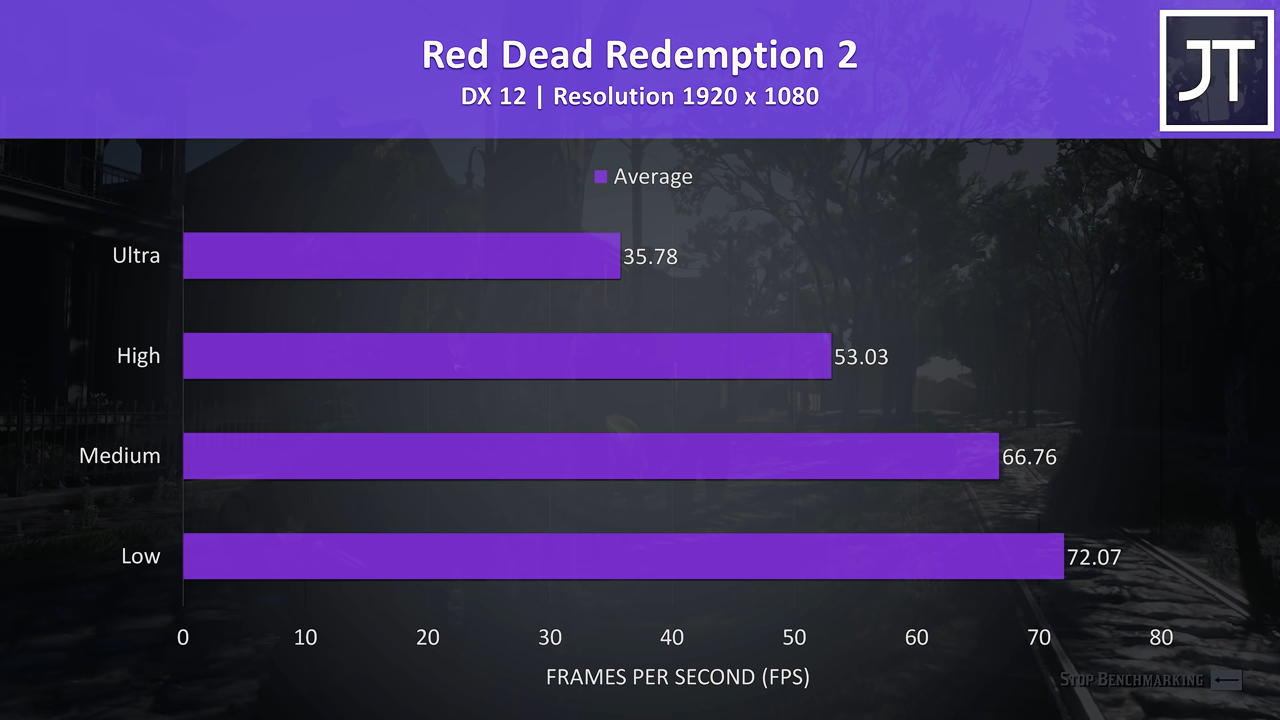 Red Dead Redemption 2
DX 12 | Resolution 1920 x 1080
JT
Average
Ultra
35.78
High
53.03
Medium
66.76
Low
72.07
0 10 20 30 40 50 60 70 80
FRAMES PER SECOND (FPS)
STOP BENCHMARKING